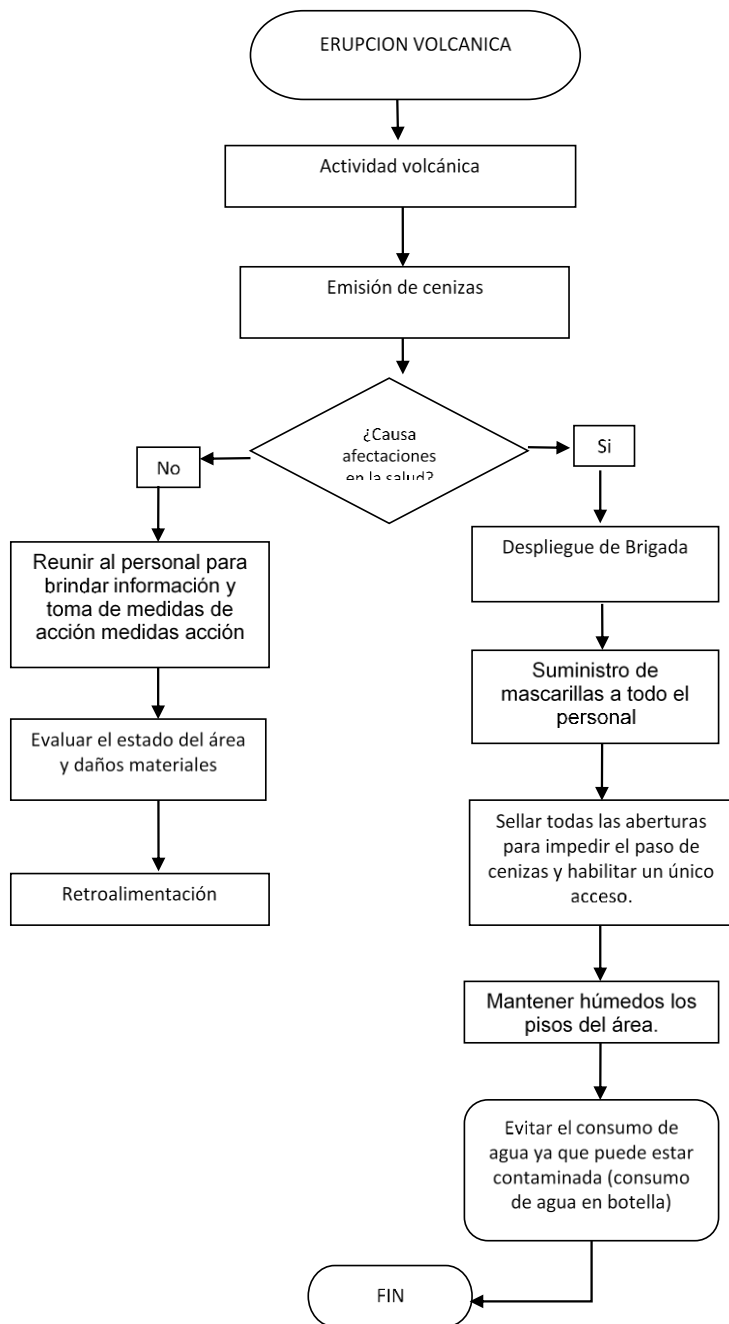 ERUPCION VOLCANICA
Actividad volcánica
Emisión de cenizas
¿Causa
afectaciones
en la salud?
No
Si
Reunir al personal para
brindar información y
toma de medidas de
acción medidas acción
Evaluar el estado del área
y daños materiales
Retroalimentación
Despliegue de Brigada
Suministro de
mascarillas a todo el
personal
Sellar todas las aberturas
para impedir el paso de
cenizas y habilitar un único
acceso.
Mantener húmedos los
pisos del área.
Evitar el consumo de
agua ya que puede estar
contaminada (consumo
de agua en botella)
FIN